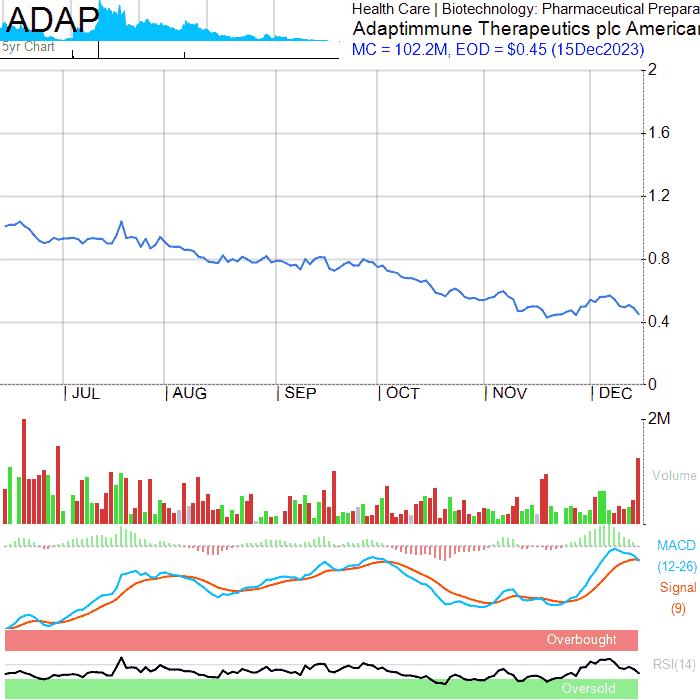 ADAP
5yr Chart
Health Care | Biotechnology: Pharmaceutical Prepara
Adaptimmune Therapeutics plc American
MC = 102.2M, EOD = $0.45 (15Dec2023)
2
1.6
1.2
0.8
0.4
0
JUL AUG SEP OCT NOV DEC
2M
Volume
MACD
(12-26)
Signal
(9)
Overbought
RSI(14)
Oversold